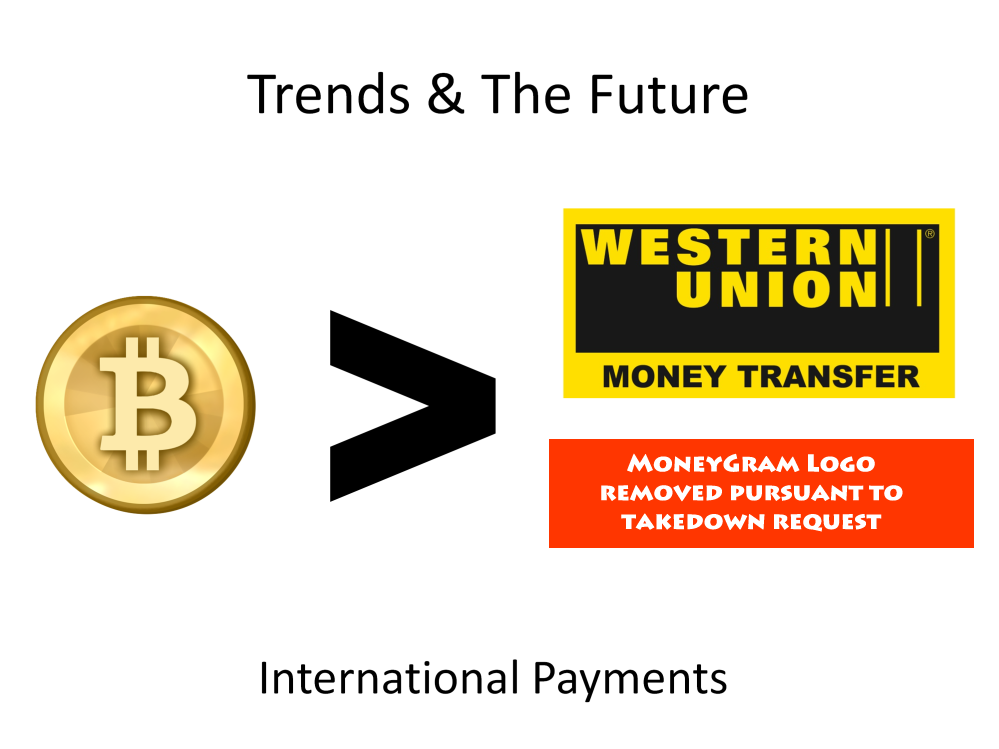 Trends & The Future
WESTERN
UNION
®
MONEY TRANSFER
MoneyGram Logo
removed pursuant to
takedown request
International Payments